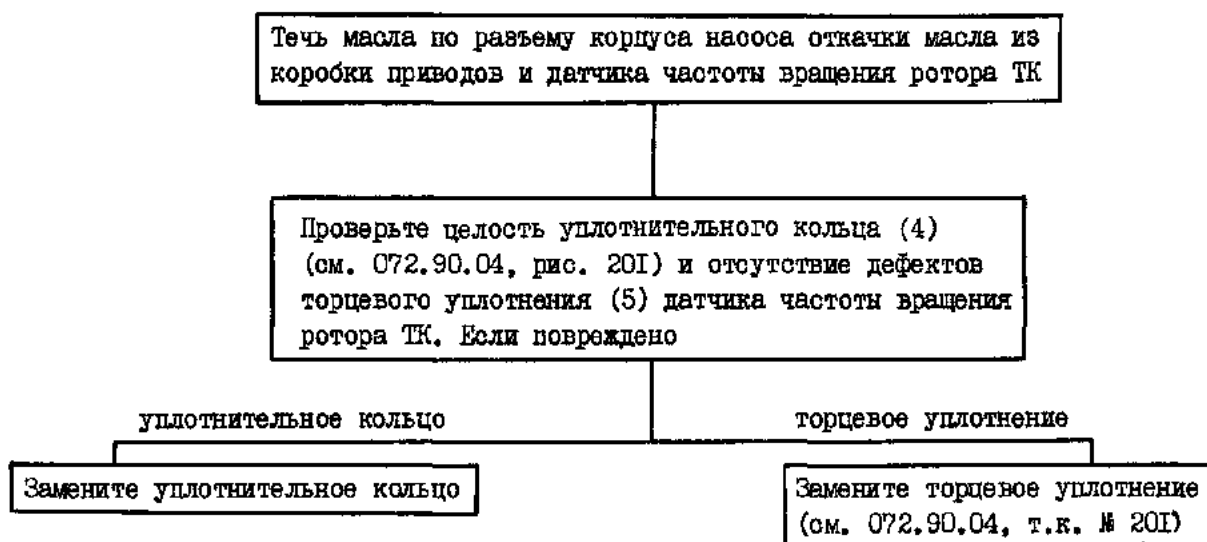 Течь масла по разъему корпуса насоса откачки масла из
коробки приводов и датчика частоты вращения ротора ТК
Проверьте целость уплотнительного кольца (4)
(см. 072.90.04, рис. 201) и отсутствие дефектов
торцевого уплотнения (5) датчика частоты вращения
ротора ТК. Если повреждено
уплотнительное кольцо
торцевое уплотнение
Замените уплотнительное кольцо
Замените торцевое уплотнение
(см. 072.90.04, т.к. № 201)